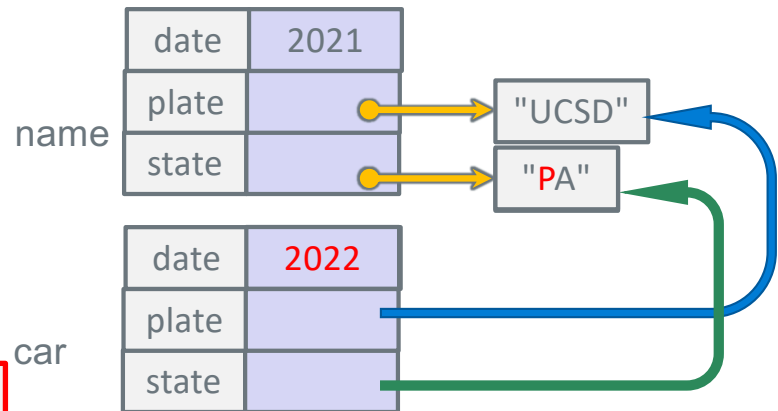 date 2021
plate "UCSD"
name
state "PA"
date 2022
plate
car
state